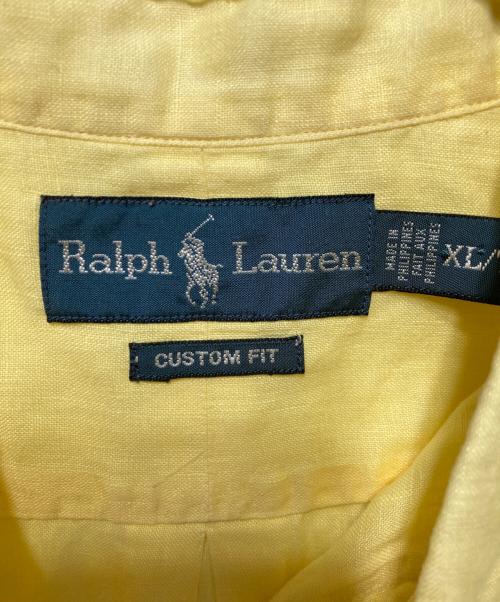 Ralph Lauren
CUSTOM FIT
MADE IN
PHILIPPINES
FAIT AUX
PHILIPPINES
XL/